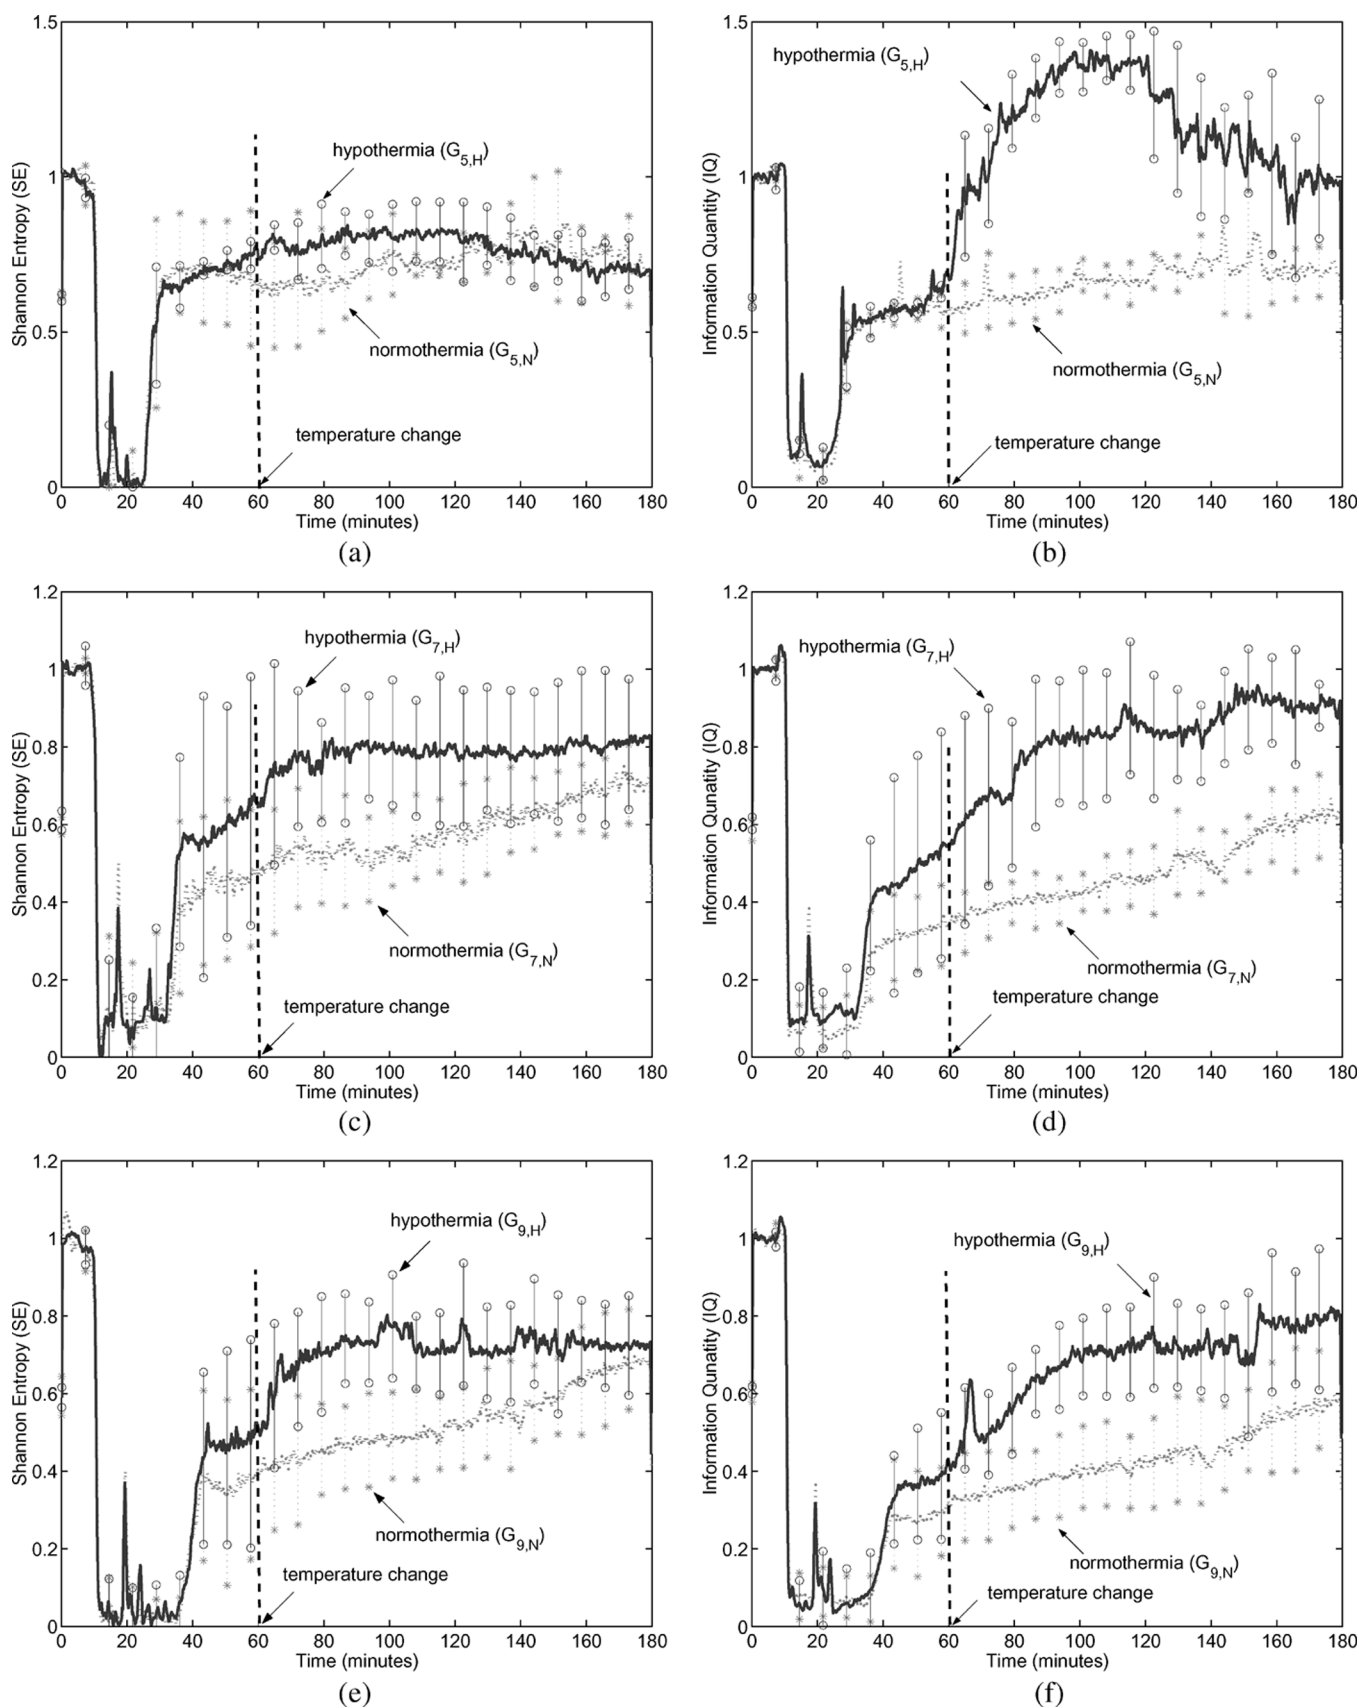 1.5
1
0.5
0
Shannon Entropy (SE)
hypothermia (G5,H)
normothermia (G5,N)
temperature change
0 20 40 60 80 100 120 140 160 180
Time (minutes)
(a)
1.5
1
0.5
0
Information Quantity (IQ)
hypothermia (G5,H)
normothermia (G5,N)
temperature change
0 20 40 60 80 100 120 140 160 180
Time (minutes)
(b)
1.2
1
0.8
0.6
0.4
0.2
0
Shannon Entropy (SE)
hypothermia (G7,H)
normothermia (G7,N)
temperature change
0 20 40 60 80 100 120 140 160 180
Time (minutes)
(c)
1.2
1
0.8
0.6
0.4
0.2
0
Information Qunatity (IQ)
hypothermia (G7,H)
normothermia (G7,N)
temperature change
0 20 40 60 80 100 120 140 160 180
Time (minutes)
(d)
1.2
1
0.8
0.6
0.4
0.2
0
Shannon Entropy (SE)
hypothermia (G9,H)
normothermia (G9,N)
temperature change
0 20 40 60 80 100 120 140 160 180
Time (minutes)
(e)
1.2
1
0.8
0.6
0.4
0.2
0
Information Qunatity (IQ)
hypothermia (G9,H)
normothermia (G9,N)
temperature change
0 20 40 60 80 100 120 140 160 180
Time (minutes)
(f)